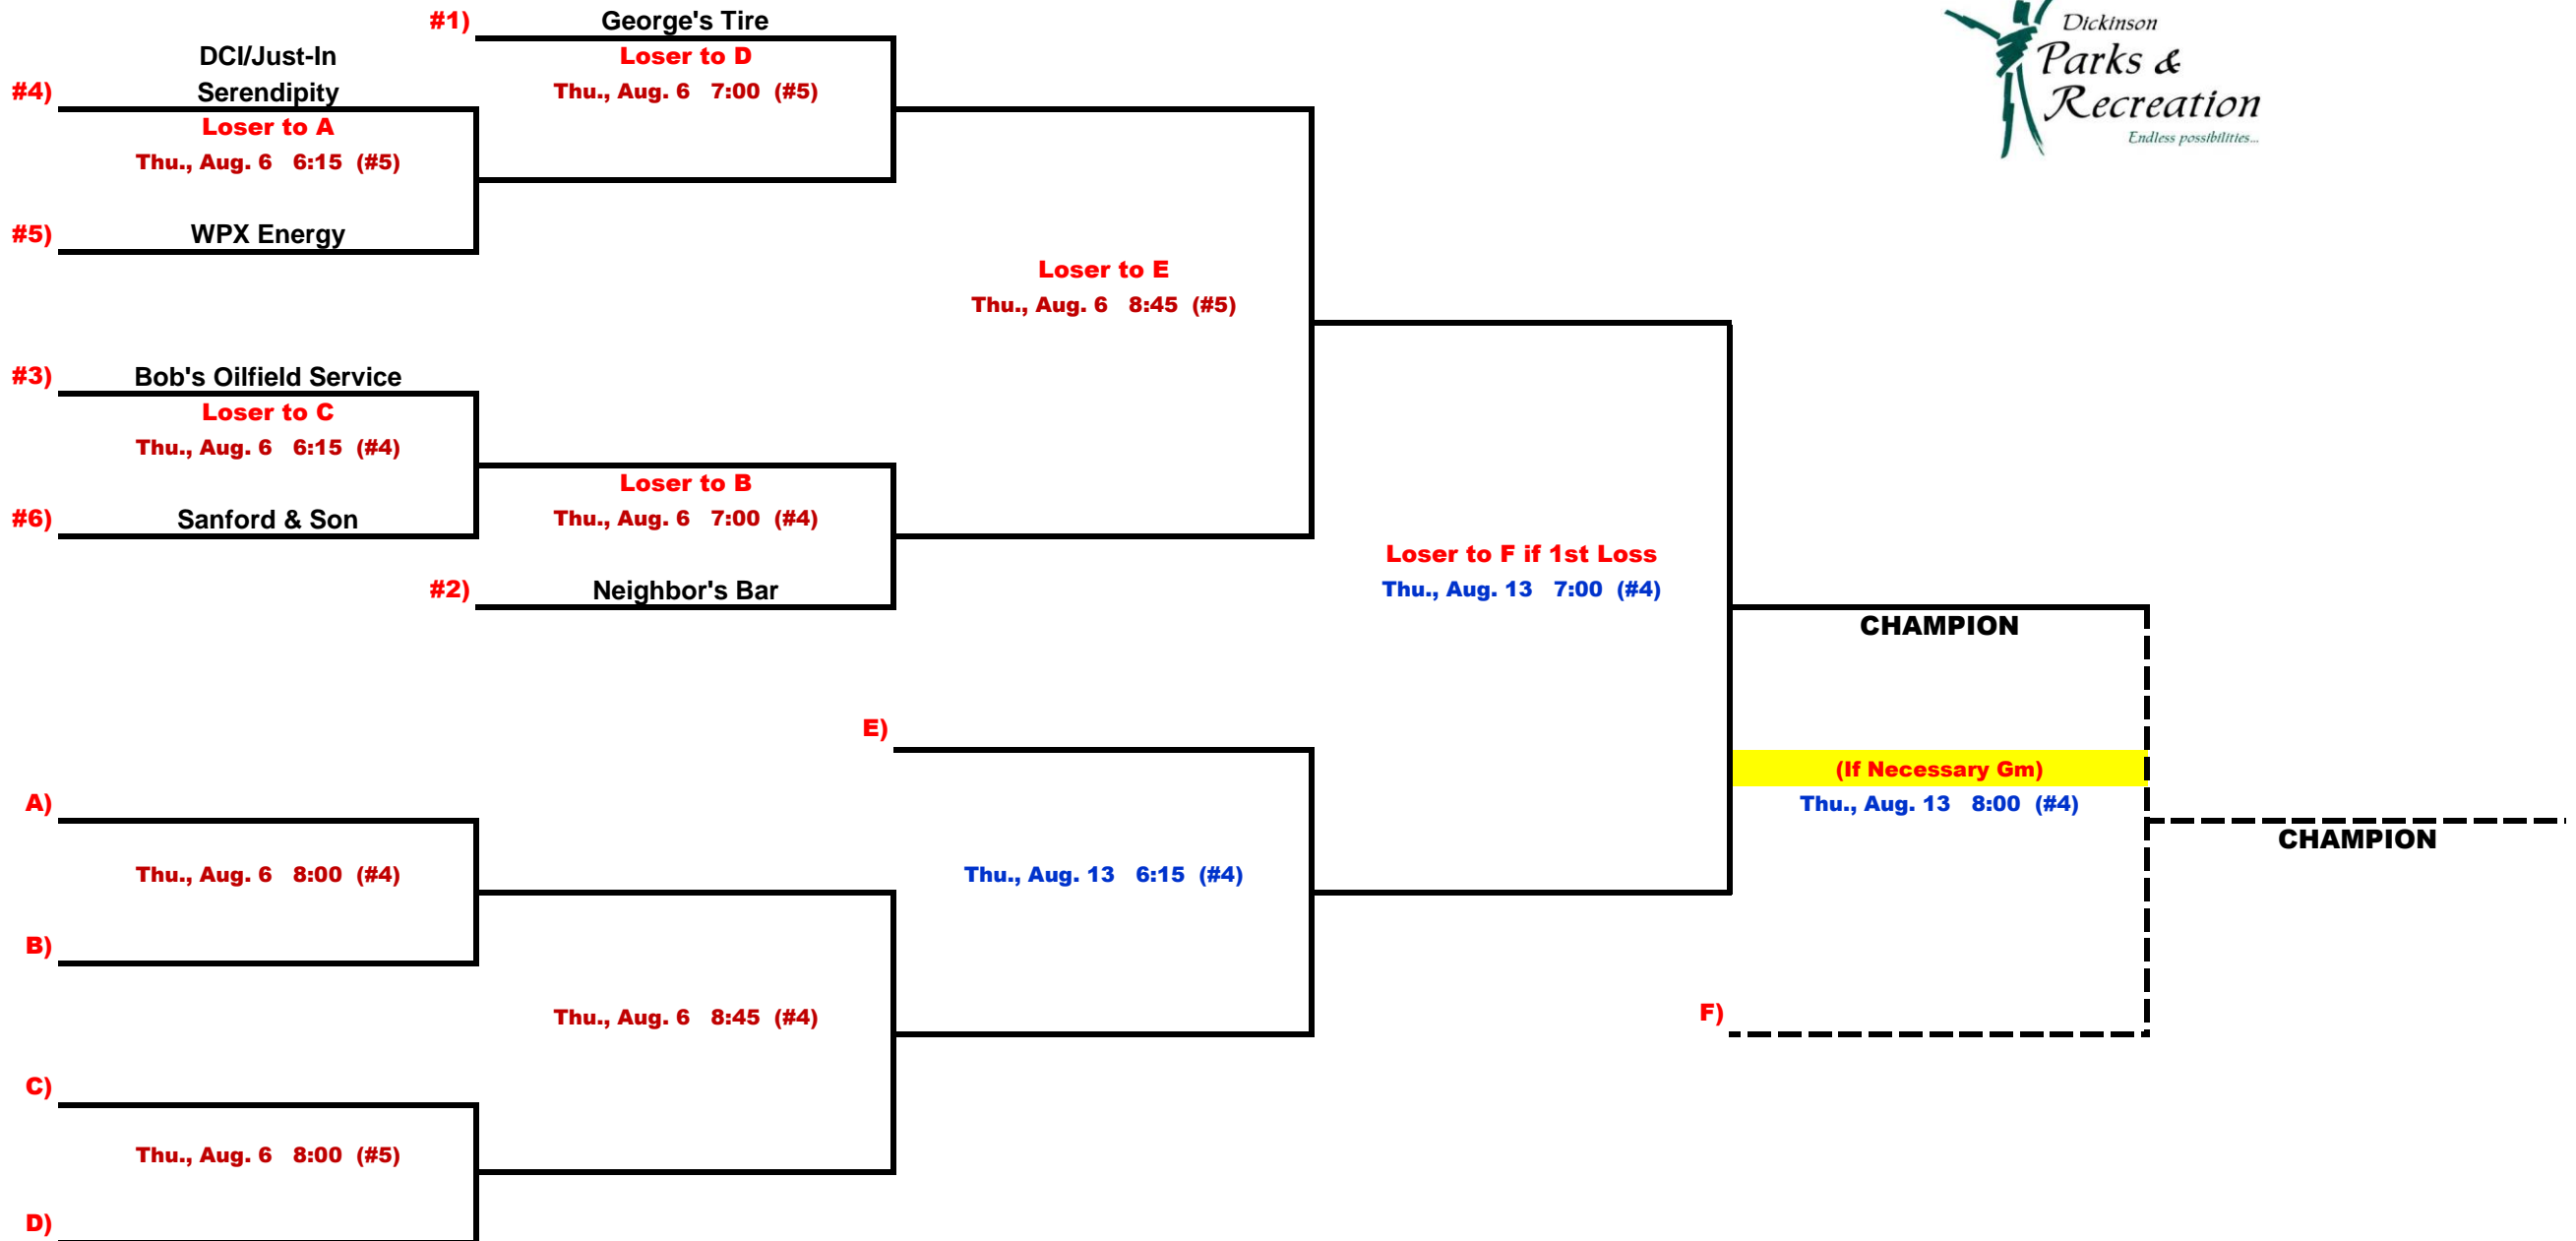 #1) George's Tire
Loser to D
Thu., Aug. 6 7:00 (#5)
DCI/Just-In
#4) Serendipity
Loser to A
Thu., Aug. 6 6:15 (#5)
#5) WPX Energy
Loser to E
Thu., Aug. 6 8:45 (#5)
#3) Bob's Oilfield Service
Loser to C
Thu., Aug. 6 6:15 (#4)
#6) Sanford & Son
Loser to B
Thu., Aug. 6 7:00 (#4)
#2) Neighbor's Bar
Loser to F if 1st Loss
Thu., Aug. 13 7:00 (#4)
CHAMPION
(If Necessary Gm)
Thu., Aug. 13 8:00 (#4)
CHAMPION
E)
A)
Thu., Aug. 6 8:00 (#4)
Thu., Aug. 13 6:15 (#4)
B)
Thu., Aug. 6 8:45 (#4)
F)
C)
Thu., Aug. 6 8:00 (#5)
D)
Dickinson
Parks &
Recreation
Endless possibilities...